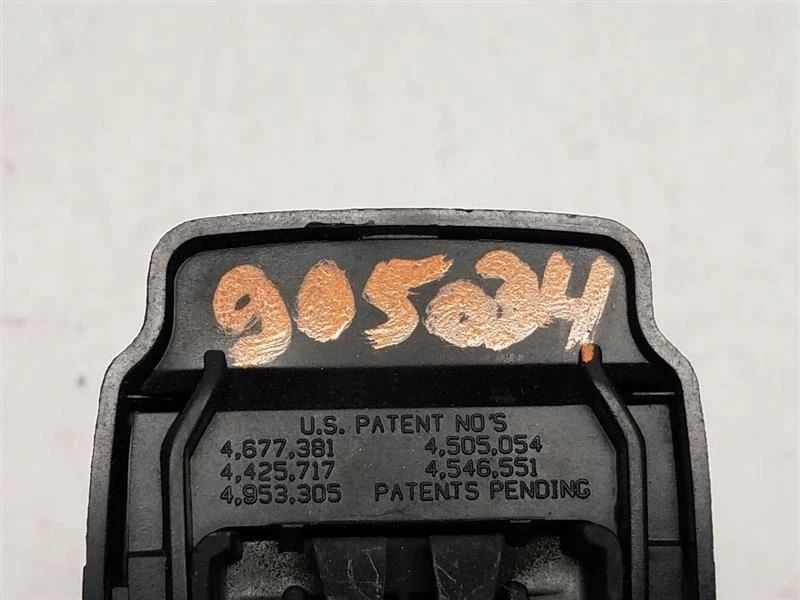 905024
U.S. PATENT NO'S
4,677,381 4,505,054
4,425,717 4,546,551
4,953,305 PATENTS PENDING